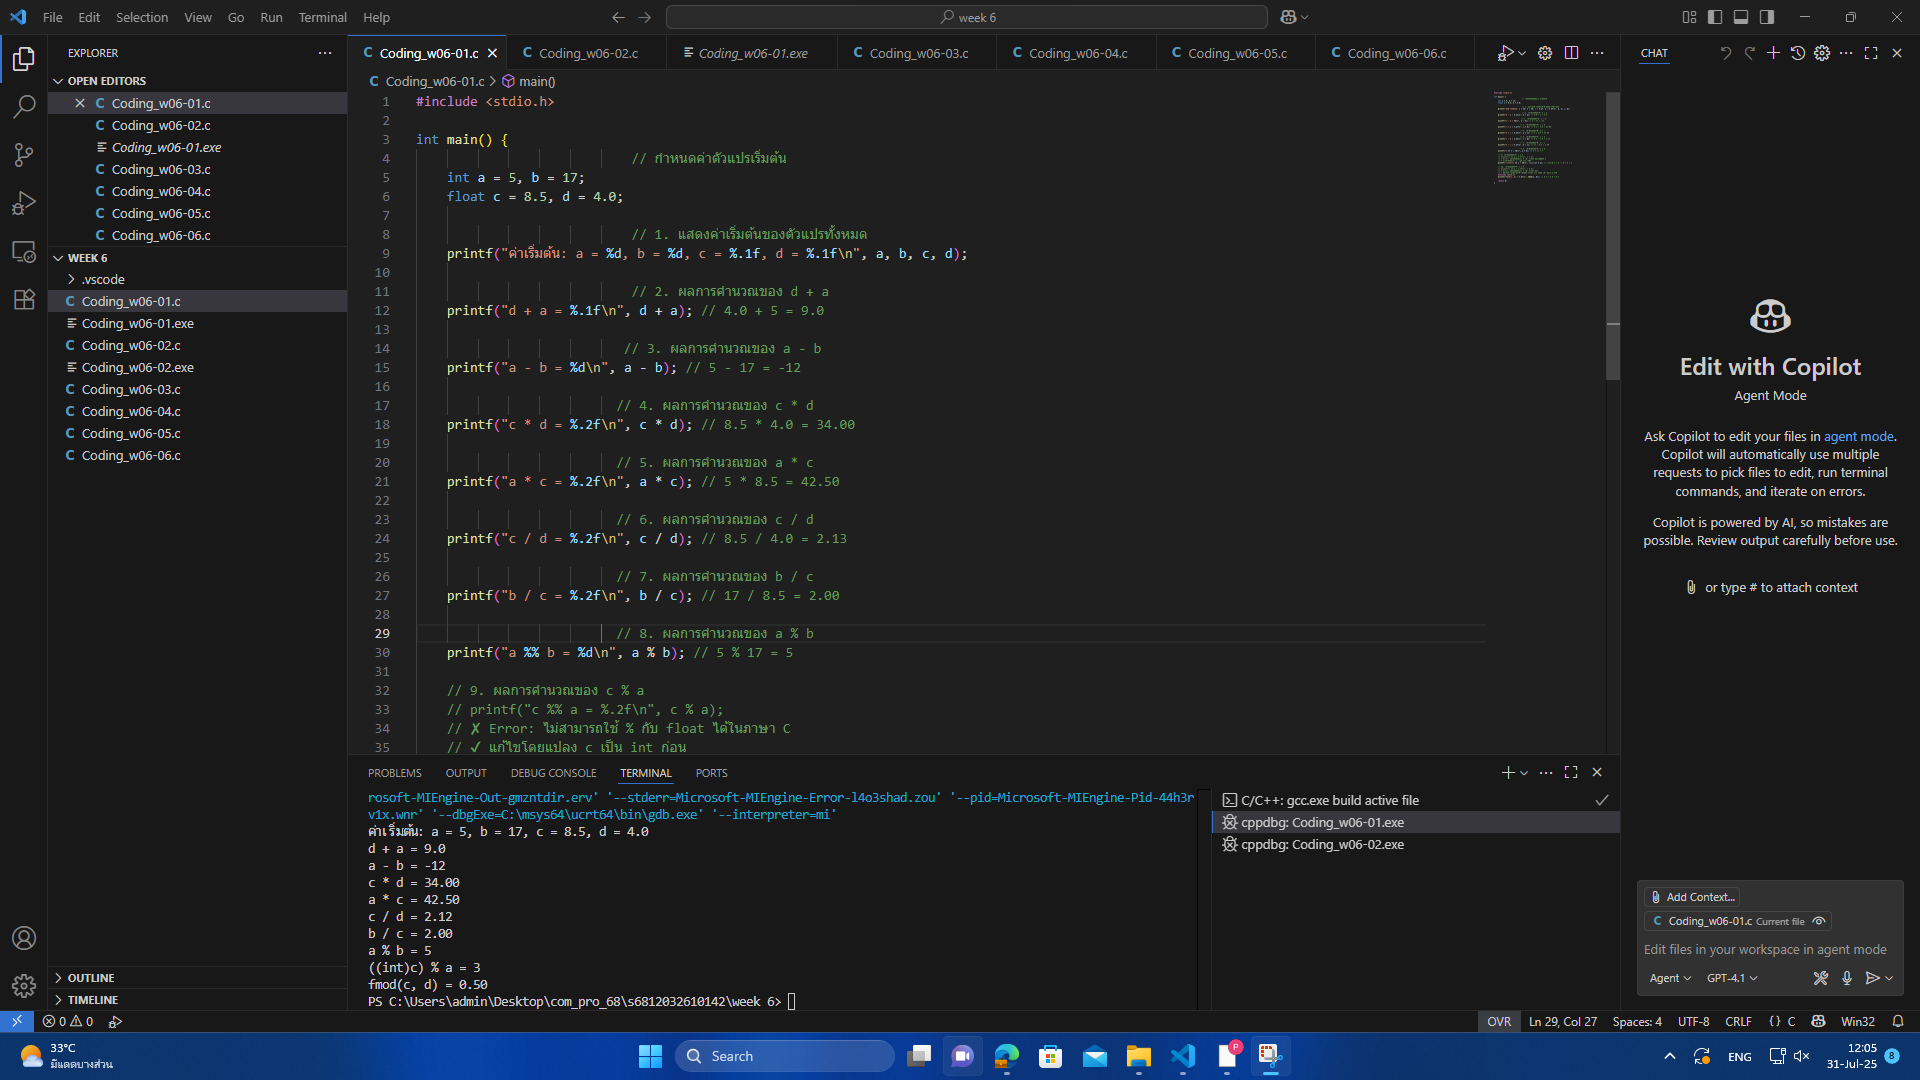 File Edit Selection View Go Run Terminal Help
week 6
EXPLORER
OPEN EDITORS
Coding_w06-01.c
Coding_w06-02.c
Coding_w06-01.exe
Coding_w06-03.c
Coding_w06-04.c
Coding_w06-05.c
Coding_w06-06.c
WEEK 6
.vscode
Coding_w06-01.c
Coding_w06-01.exe
Coding_w06-02.c
Coding_w06-02.exe
Coding_w06-03.c
Coding_w06-04.c
Coding_w06-05.c
Coding_w06-06.c
OUTLINE
TIMELINE
Coding_w06-01.c Coding_w06-02.c Coding_w06-01.exe Coding_w06-03.c Coding_w06-04.c Coding_w06-05.c Coding_w06-06.c
Coding_w06-01.c > main()
1 #include <stdio.h>
2
3 int main() {
4 // กำหนดค่าตัวแปรเริ่มต้น
5 int a = 5, b = 17;
6 float c = 8.5, d = 4.0;
7
8 // 1. แสดงค่าเริ่มต้นของตัวแปรทั้งหมด
9 printf("ค่าเริ่มต้น: a = %d, b = %d, c = %.1f, d = %.1f\n", a, b, c, d);
10
11 // 2. ผลการคำนวณของ d + a
12 printf("d + a = %.1f\n", d + a); // 4.0 + 5 = 9.0
13
14 // 3. ผลการคำนวณของ a - b
15 printf("a - b = %d\n", a - b); // 5 - 17 = -12
16
17 // 4. ผลการคำนวณของ c * d
18 printf("c * d = %.2f\n", c * d); // 8.5 * 4.0 = 34.00
19
20 // 5. ผลการคำนวณของ a * c
21 printf("a * c = %.2f\n", a * c); // 5 * 8.5 = 42.50
22
23 // 6. ผลการคำนวณของ c / d
24 printf("c / d = %.2f\n", c / d); // 8.5 / 4.0 = 2.13
25
26 // 7. ผลการคำนวณของ b / c
27 printf("b / c = %.2f\n", b / c); // 17 / 8.5 = 2.00
28
29 // 8. ผลการคำนวณของ a % b
30 printf("a %% b = %d\n", a % b); // 5 % 17 = 5
31
32 // 9. ผลการคำนวณของ c % a
33 // printf("c %% a = %.2f\n", c % a);
34 // ✗ Error: ไม่สามารถใช้ % กับ float ได้ในภาษา C
35 // ✓ แก้ไขโดยแปลง c เป็น int ก่อน
PROBLEMS OUTPUT DEBUG CONSOLE TERMINAL PORTS
rosoft-MIEngine-Out-gmzntdir.erv' '--stderr=Microsoft-MIEngine-Error-l4o3shad.zou' '--pid=Microsoft-MIEngine-Pid-44h3r
v1x.wnr' '--dbgExe=C:\msys64\ucrt64\bin\gdb.exe' '--interpreter=mi'
ค่าเริ่มต้น: a = 5, b = 17, c = 8.5, d = 4.0
d + a = 9.0
a - b = -12
c * d = 34.00
a * c = 42.50
c / d = 2.12
b / c = 2.00
a % b = 5
((int)c) % a = 3
fmod(c, d) = 0.50
PS C:\Users\admin\Desktop\com_pro_68\s6812032610142\week 6>
C/C++: gcc.exe build active file
cppdbg: Coding_w06-01.exe
cppdbg: Coding_w06-02.exe
CHAT
Edit with Copilot
Agent Mode
Ask Copilot to edit your files in agent mode.
Copilot will automatically use multiple
requests to pick files to edit, run terminal
commands, and iterate on errors.
Copilot is powered by AI, so mistakes are
possible. Review output carefully before use.
or type # to attach context
Add Context...
Coding_w06-01.c Current file
Edit files in your workspace in agent mode
Agent GPT-4.1
0 0
OVR Ln 29, Col 27 Spaces: 4 UTF-8 CRLF {} C Win32
33°C
มีแดดบางส่วน
Search
P
ENG
12:05
31-Jul-25
8